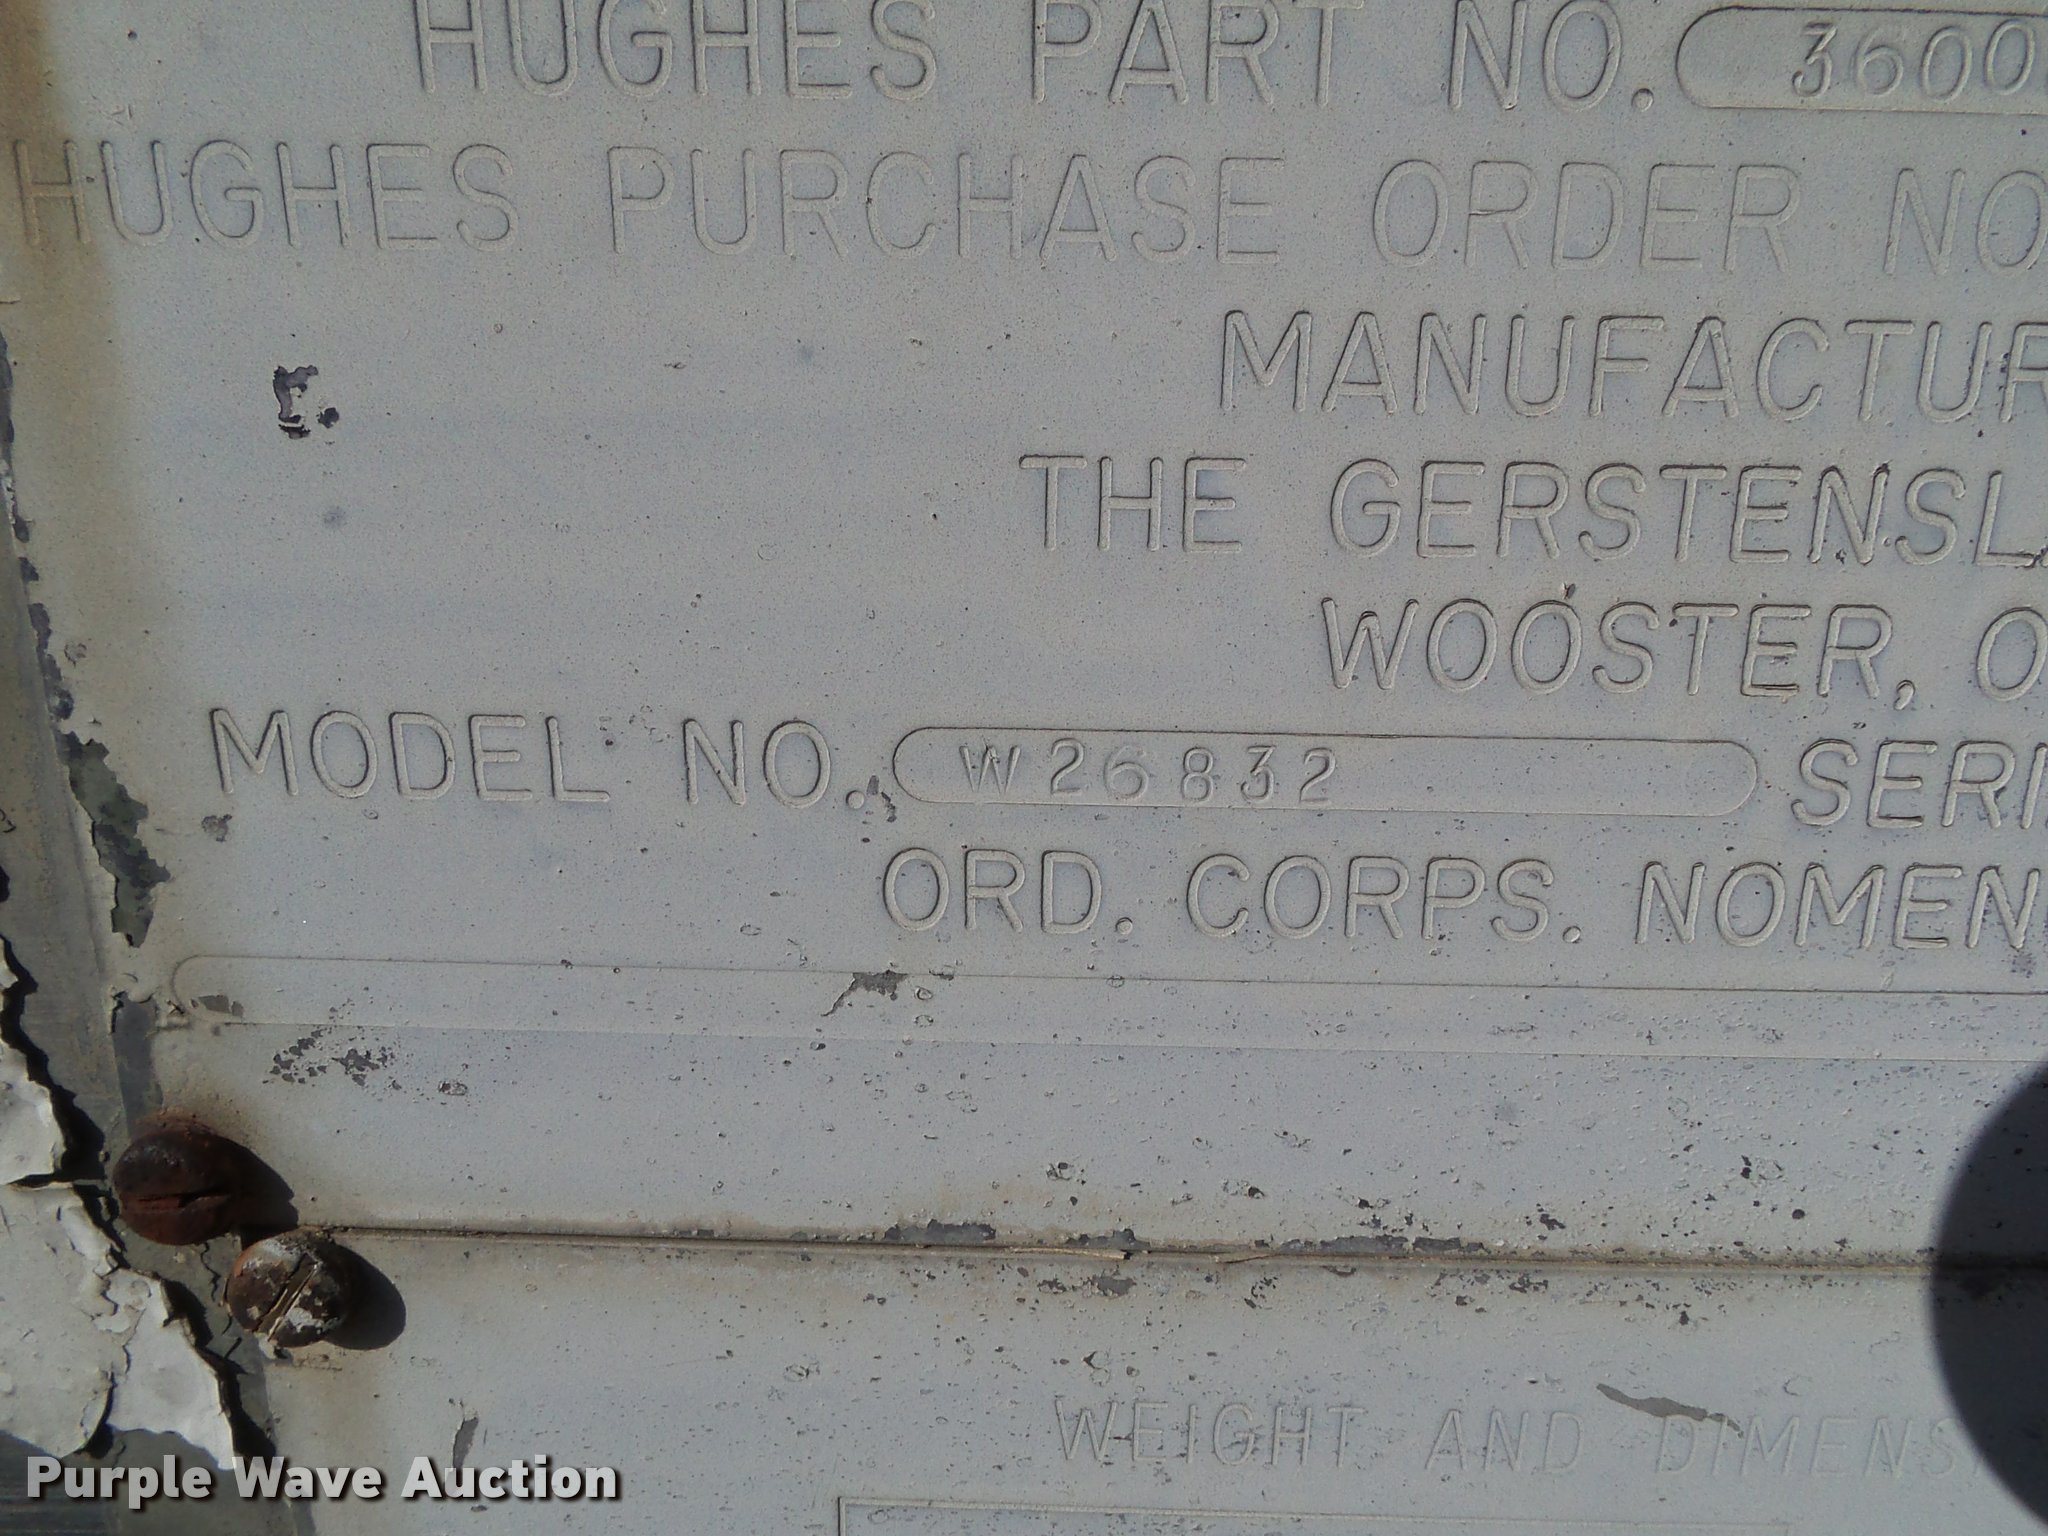 HUGHES PART NO. 3600
HUGHES PURCHASE ORDER NO
MANUFACTUR
THE GERSTENSLA
WOOSTER, O
MODEL NO. W26832 SERI
ORD. CORPS. NOMEN
WEIGHT AND DIMENS
Purple Wave Auction